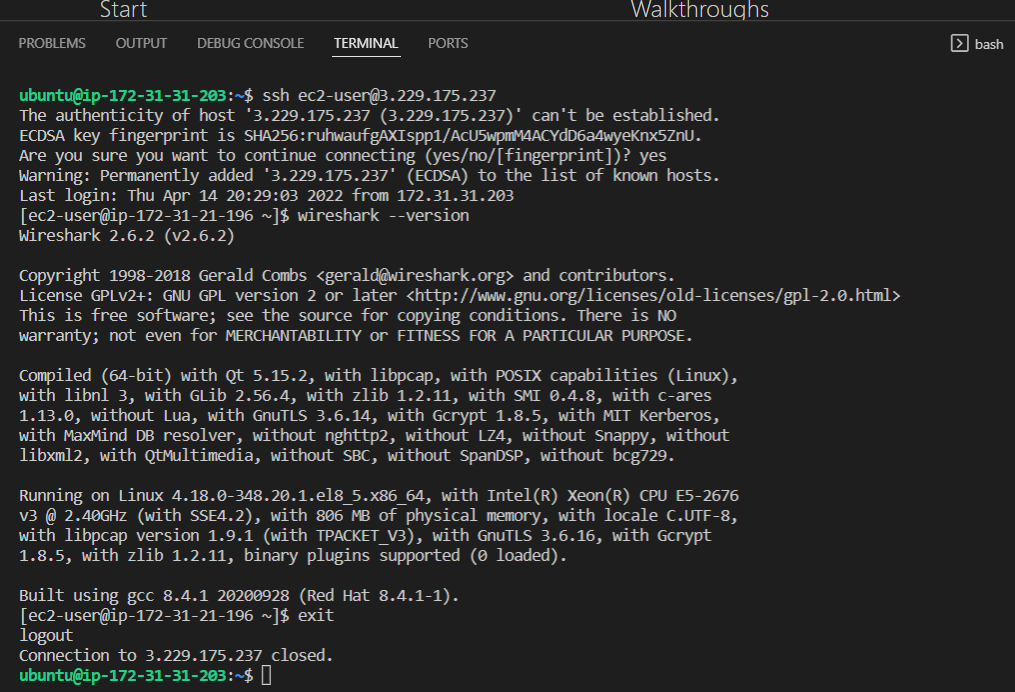 Start Walkthroughs
PROBLEMS OUTPUT DEBUG CONSOLE TERMINAL PORTS bash
ubuntu@ip-172-31-31-203:~$ ssh ec2-user@3.229.175.237
The authenticity of host '3.229.175.237 (3.229.175.237)' can't be established.
ECDSA key fingerprint is SHA256:ruhwaufgAXIspp1/AcU5wpmM4ACYdD6a4wyeKnx5ZnU.
Are you sure you want to continue connecting (yes/no/[fingerprint])? yes
Warning: Permanently added '3.229.175.237' (ECDSA) to the list of known hosts.
Last login: Thu Apr 14 20:29:03 2022 from 172.31.31.203
[ec2-user@ip-172-31-21-196 ~]$ wireshark --version
Wireshark 2.6.2 (v2.6.2)
Copyright 1998-2018 Gerald Combs <gerald@wireshark.org> and contributors.
License GPLv2+: GNU GPL version 2 or later <http://www.gnu.org/licenses/old-licenses/gpl-2.0.html>
This is free software; see the source for copying conditions. There is NO
warranty; not even for MERCHANTABILITY or FITNESS FOR A PARTICULAR PURPOSE.
Compiled (64-bit) with Qt 5.15.2, with libpcap, with POSIX capabilities (Linux),
with libnl 3, with GLib 2.56.4, with zlib 1.2.11, with SMI 0.4.8, with c-ares
1.13.0, without Lua, with GnuTLS 3.6.14, with Gcrypt 1.8.5, with MIT Kerberos,
with MaxMind DB resolver, without nghttp2, without LZ4, without Snappy, without
libxml2, with QtMultimedia, without SBC, without SpanDSP, without bcg729.
Running on Linux 4.18.0-348.20.1.el8_5.x86_64, with Intel(R) Xeon(R) CPU E5-2676
v3 @ 2.40GHz (with SSE4.2), with 806 MB of physical memory, with locale C.UTF-8,
with libpcap version 1.9.1 (with TPACKET_V3), with GnuTLS 3.6.16, with Gcrypt
1.8.5, with zlib 1.2.11, binary plugins supported (0 loaded).
Built using gcc 8.4.1 20200928 (Red Hat 8.4.1-1).
[ec2-user@ip-172-31-21-196 ~]$ exit
logout
Connection to 3.229.175.237 closed.
ubuntu@ip-172-31-31-203:~$